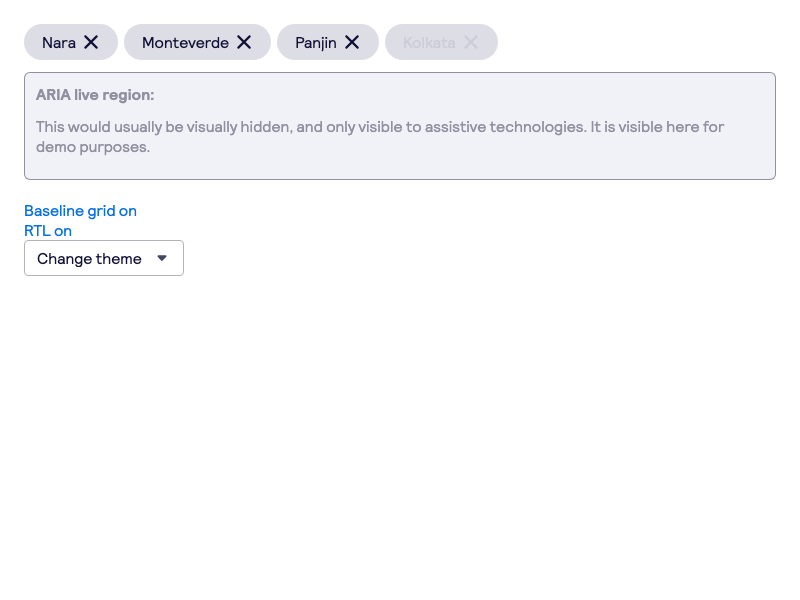 Nara
Monteverde
Panjin
Kolkata
ARIA live region:
This would usually be visually hidden, and only visible to assistive technologies. It is visible here for
demo purposes.
Baseline grid on
RTL on
Change theme